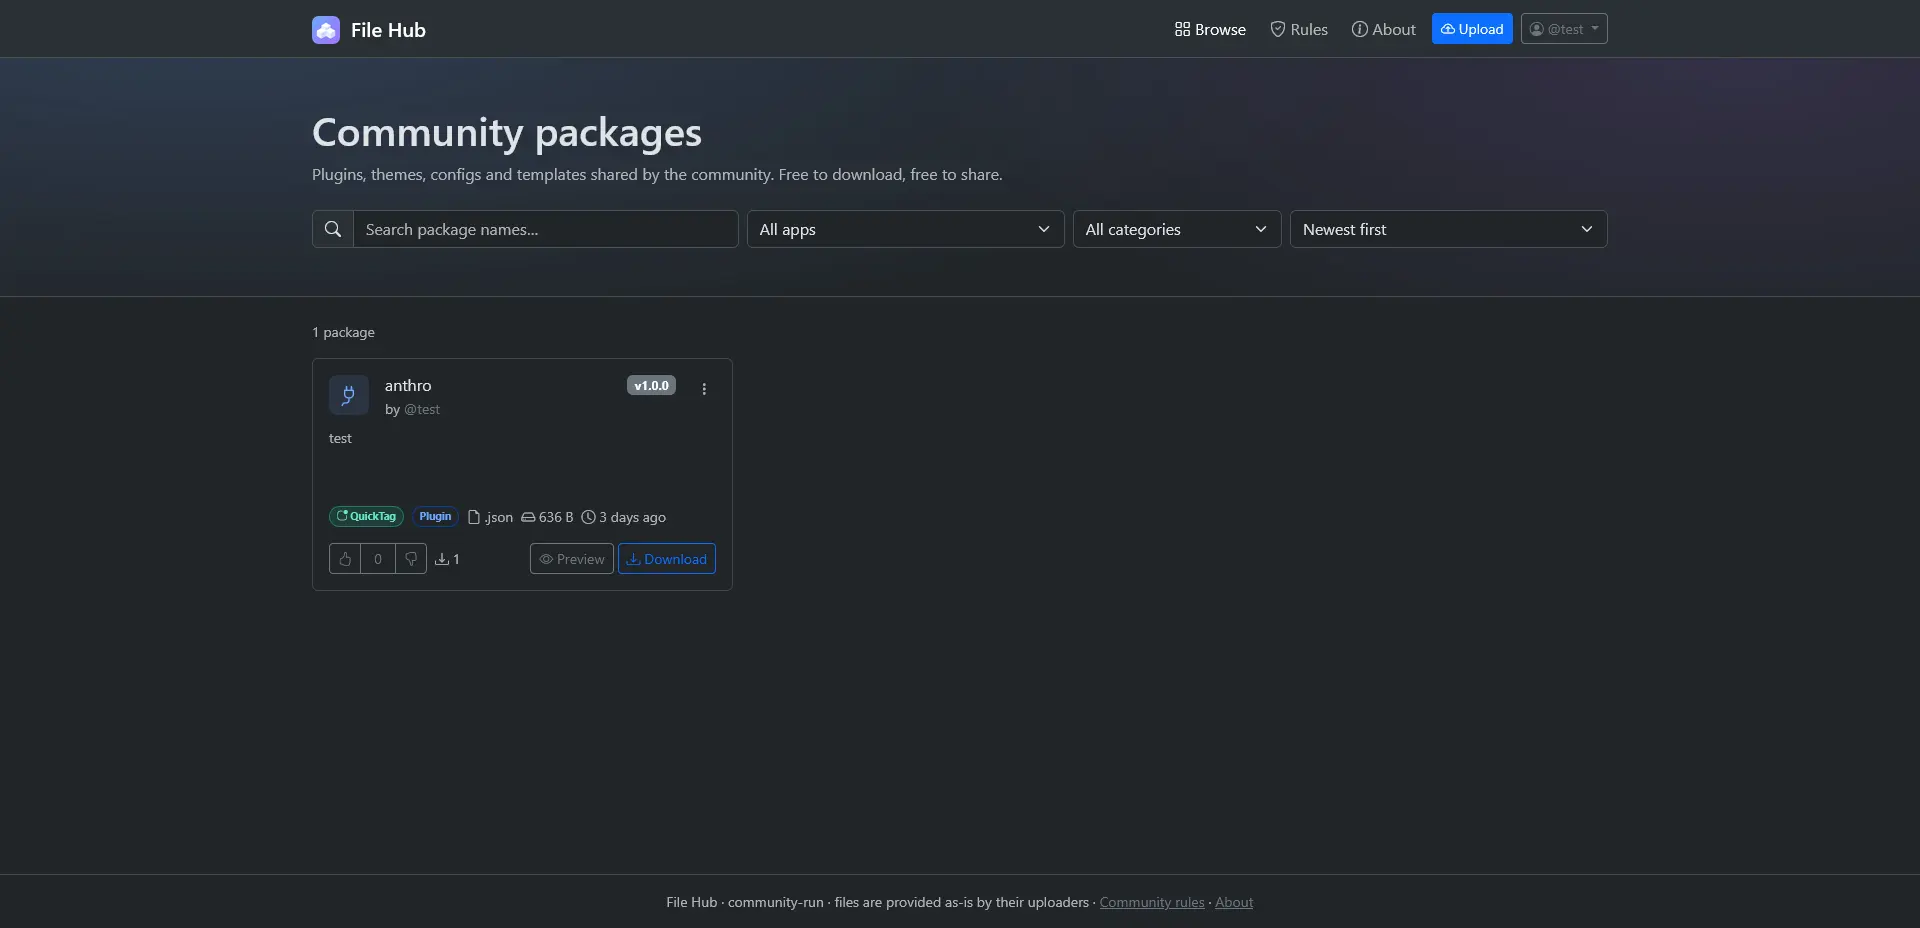 File Hub
Browse Rules About Upload @test
Community packages
Plugins, themes, configs and templates shared by the community. Free to download, free to share.
Search package names... All apps All categories Newest first
1 package
anthro v1.0.0
by @test
test
QuickTag Plugin .json 636 B 3 days ago
0 1 Preview Download
File Hub · community-run · files are provided as-is by their uploaders · Community rules · About